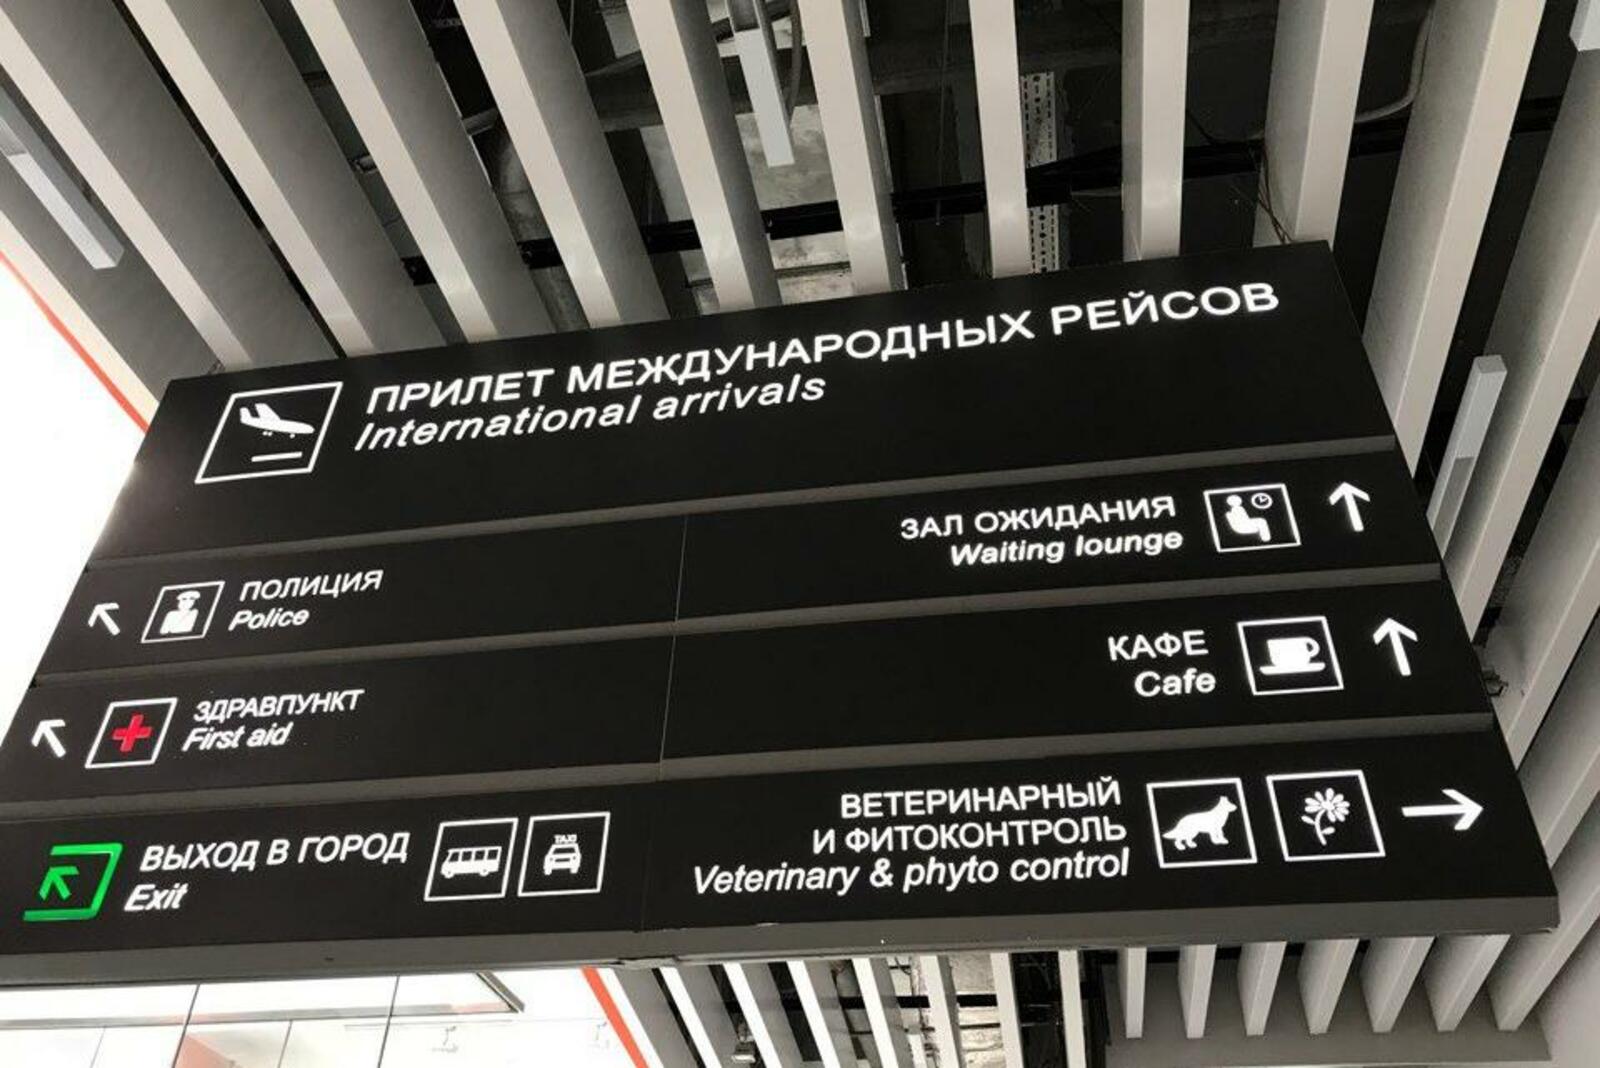 ПРИЛЕТ МЕЖДУНАРОДНЫХ РЕЙСОВ
International arrivals
ПОЛИЦИЯ
Police
ЗАЛ ОЖИДАНИЯ
Waiting lounge
ЗДРАВПУНКТ
First aid
КАФЕ
Cafe
ВЫХОД В ГОРОД
Exit
TAXI
ВЕТЕРИНАРНЫЙ
И ФИТОКОНТРОЛЬ
Veterinary & phyto control